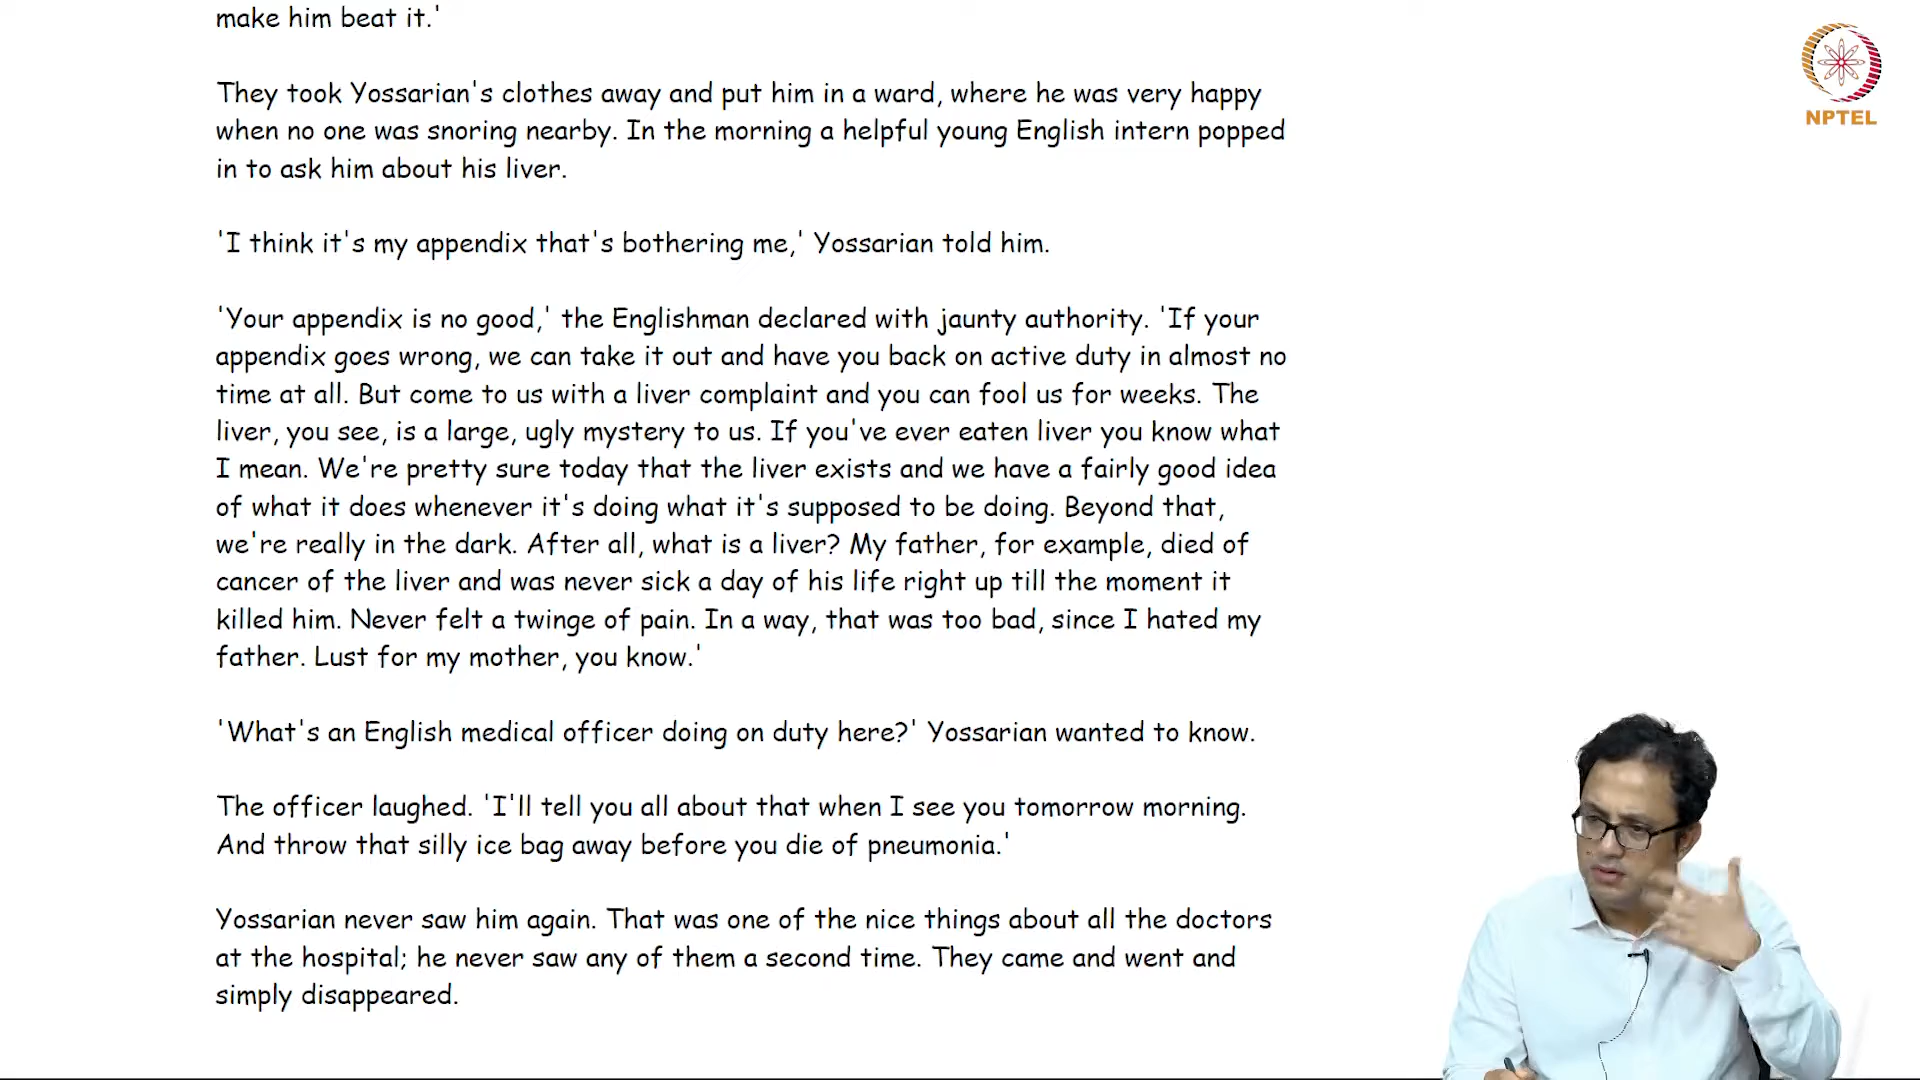 make him beat it.'
They took Yossarian's clothes away and put him in a ward, where he was very happy
when no one was snoring nearby. In the morning a helpful young English intern popped
in to ask him about his liver.
'I think it's my appendix that's bothering me,' Yossarian told him.
'Your appendix is no good,' the Englishman declared with jaunty authority. 'If your
appendix goes wrong, we can take it out and have you back on active duty in almost no
time at all. But come to us with a liver complaint and you can fool us for weeks. The
liver, you see, is a large, ugly mystery to us. If you've ever eaten liver you know what
I mean. We're pretty sure today that the liver exists and we have a fairly good idea
of what it does whenever it's doing what it's supposed to be doing. Beyond that,
we're really in the dark. After all, what is a liver? My father, for example, died of
cancer of the liver and was never sick a day of his life right up till the moment it
killed him. Never felt a twinge of pain. In a way, that was too bad, since I hated my
father. Lust for my mother, you know.'
'What's an English medical officer doing on duty here?' Yossarian wanted to know.
The officer laughed. 'I'll tell you all about that when I see you tomorrow morning.
And throw that silly ice bag away before you die of pneumonia.'
Yossarian never saw him again. That was one of the nice things about all the doctors
at the hospital; he never saw any of them a second time. They came and went and
simply disappeared.
NPTEL